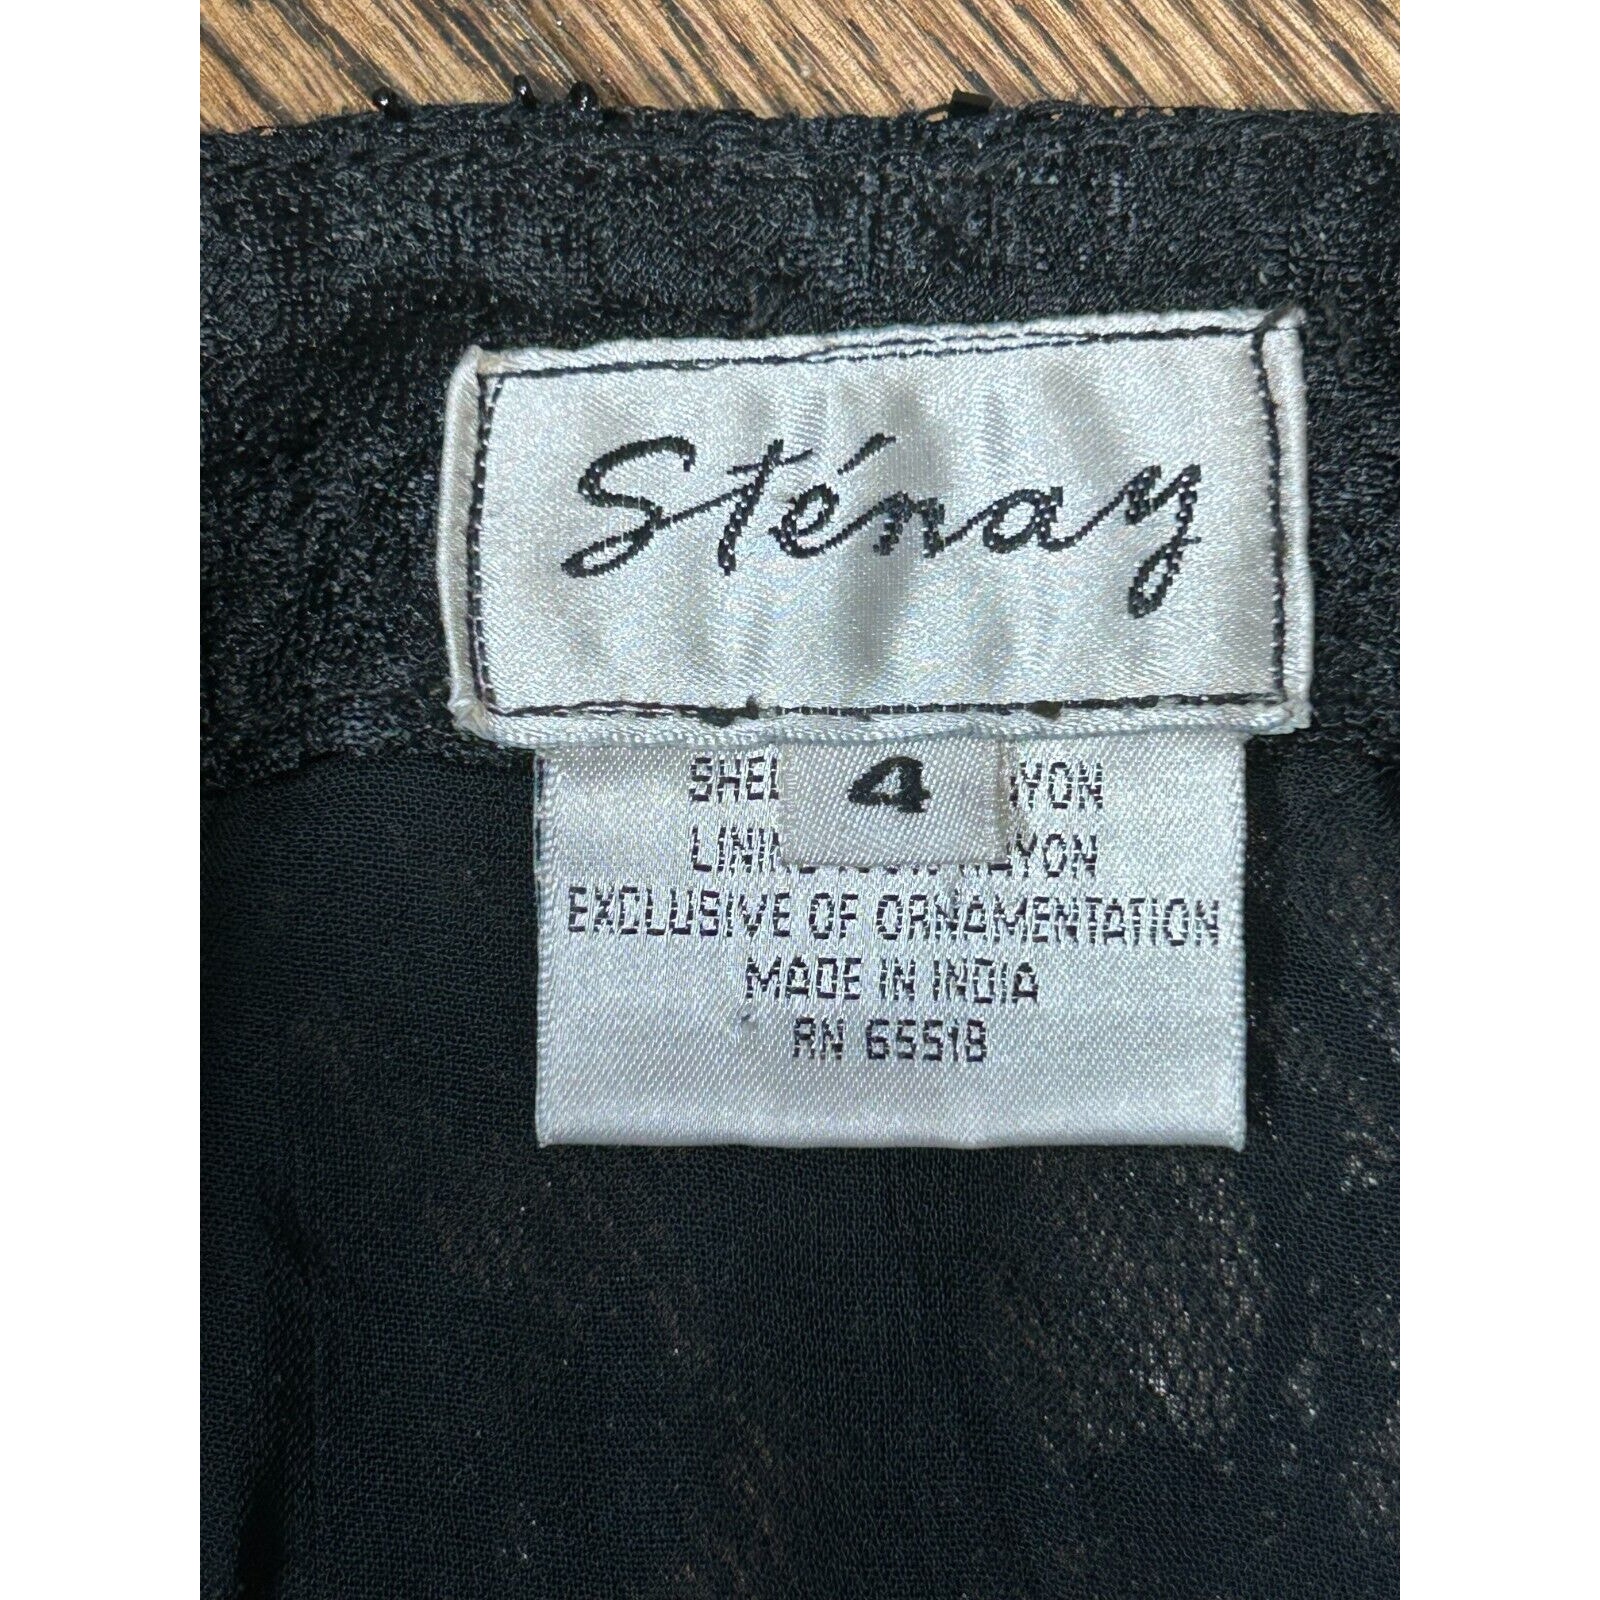 Sténay
4
EXCLUSIVE OF ORNAMENTATION
MADE IN INDIA
RN 65518